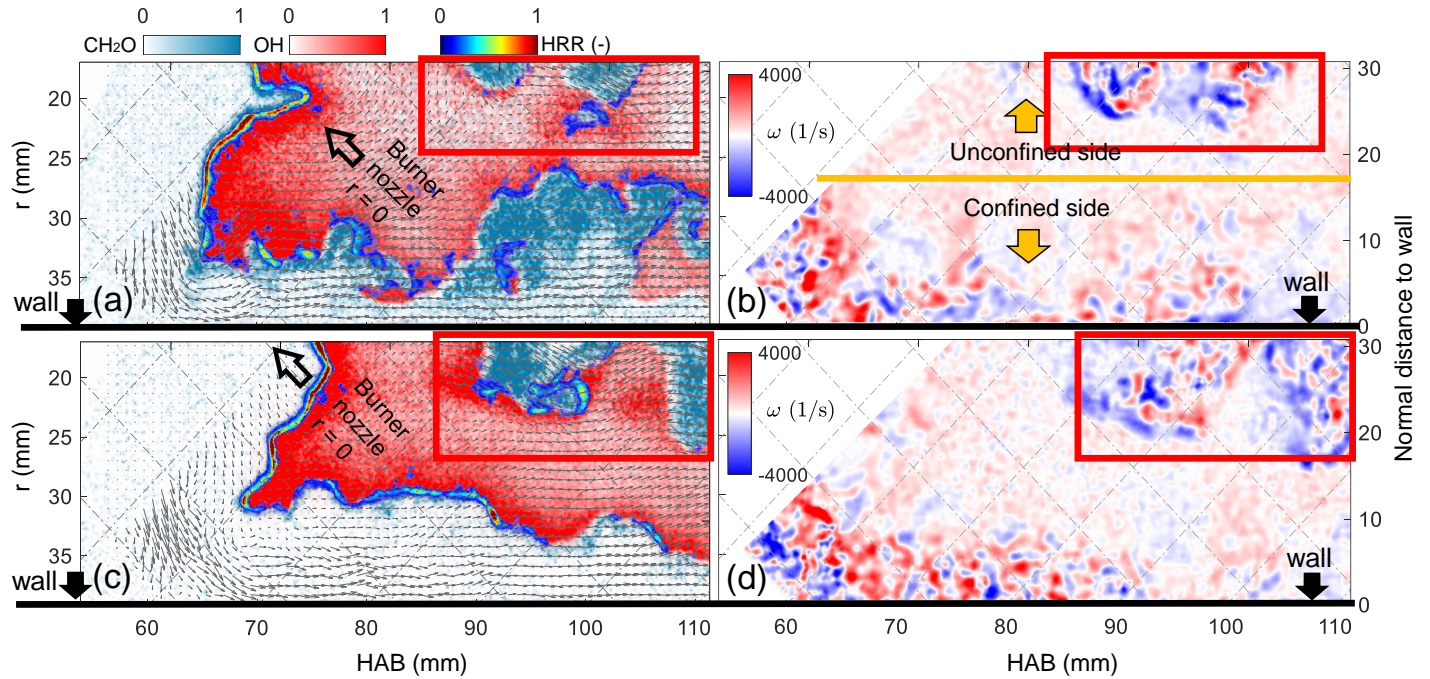 0 1 0 1 0 1
CH2O OH HRR (-)
20
25
30
35
r (mm)
Burner
nozzle
r = 0
wall
(a)
4000
ω (1/s)
-4000
Unconfined side
Confined side
wall
(b)
30
20
10
0
Normal distance to wall
20
25
30
35
r (mm)
Burner
nozzle
r = 0
wall
(c)
60 70 80 90 100 110
HAB (mm)
4000
ω (1/s)
-4000
wall
(d)
30
20
10
0
60 70 80 90 100 110
HAB (mm)